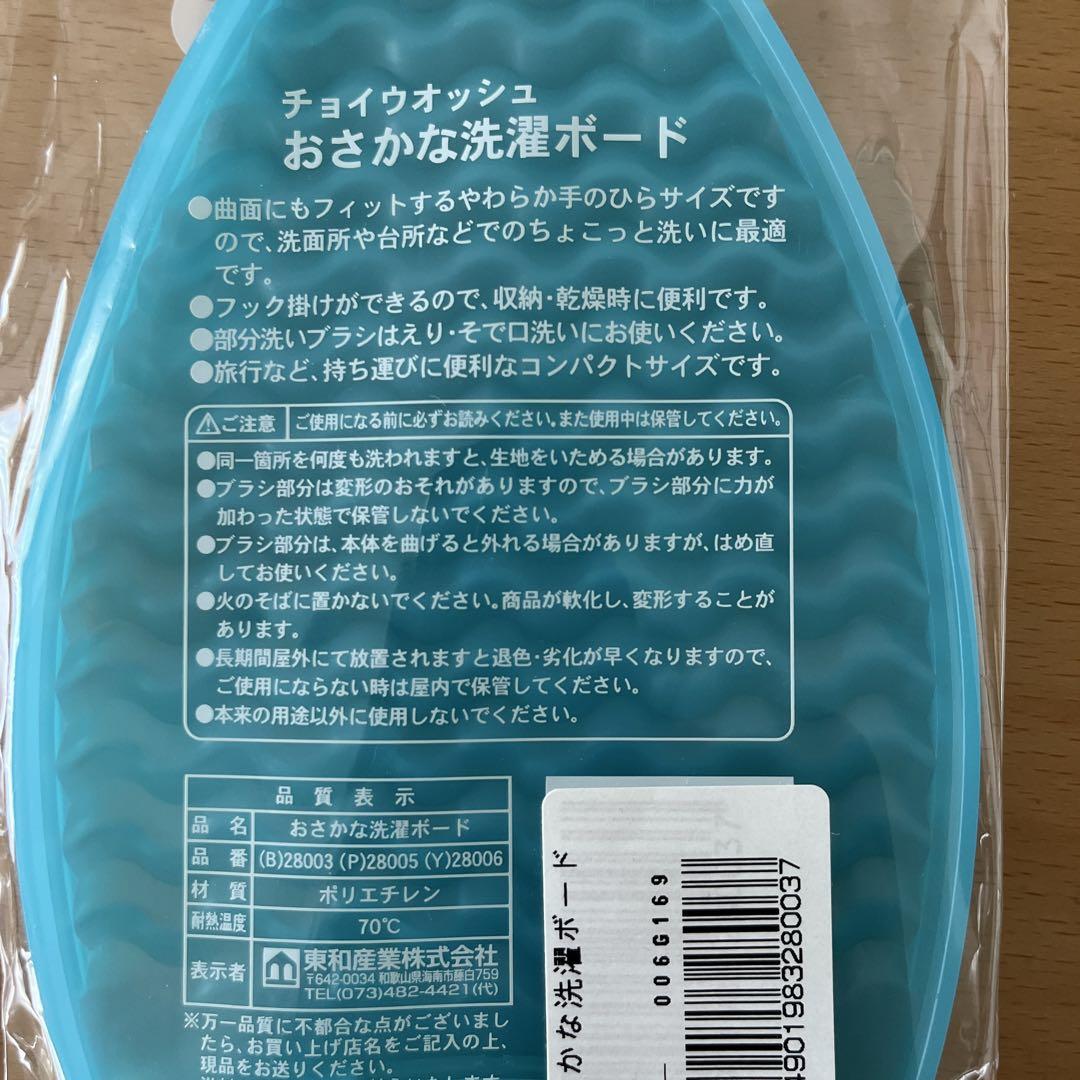 チョイウオッシュ
おさかな洗濯ボード
●曲面にもフィットするやわらか手のひらサイズです
ので、洗面所や台所などでのちょこっと洗いに最適
です。
●フック掛けができるので、収納・乾燥時に便利です。
●部分洗いブラシはえり・そで口洗いにお使いください。
●旅行など、持ち運びに便利なコンパクトサイズです。
⚠ご注意 ご使用になる前に必ずお読みください。また使用中は保管してください。
●同一箇所を何度も洗われますと、生地をいためる場合があります。
●ブラシ部分は変形のおそれがありますので、ブラシ部分に力が
加わった状態で保管しないでください。
●ブラシ部分は、本体を曲げると外れる場合がありますが、はめ直
してお使いください。
●火のそばに置かないでください。商品が軟化し、変形することが
あります。
●長期間屋外にて放置されますと退色・劣化が早くなりますので、
ご使用にならない時は屋内で保管してください。
●本来の用途以外に使用しないでください。
品質表示
品名 おさかな洗濯ボード
品番 (B)28003 (P)28005 (Y)28006
材質 ポリエチレン
耐熱温度 70℃
表示者 東和産業株式会社
〒642-0034 和歌山県海南市藤白759
TEL(073)482-4421(代)
※万一品質に不都合な点がございまし
たら、お買い上げ店名をご記入の上、
現品をお送りください。
かな洗濯ボード
006G169
4901983280037